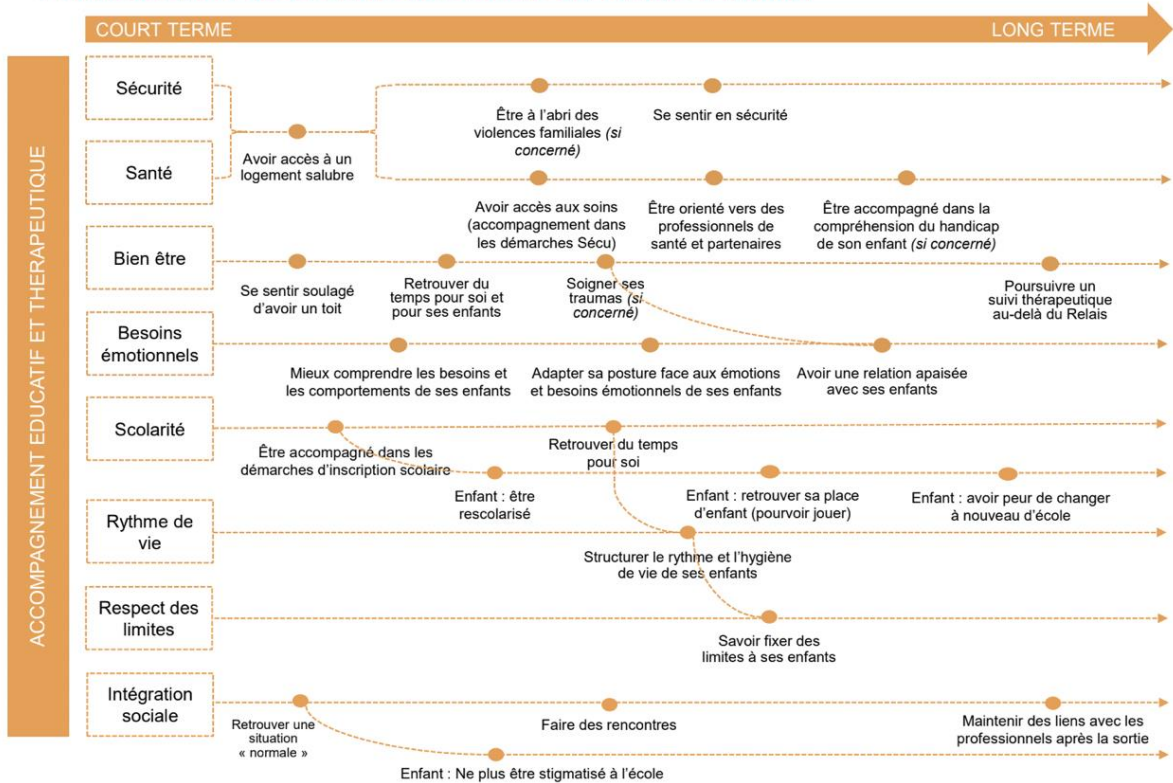 COURT TERME
LONG TERME
ACCOMPAGNEMENT EDUCATIF ET THERAPEUTIQUE
Sécurité
Être à l'abri des
violences familiales (si
concerné)
Se sentir en sécurité
Avoir accès à un
logement salubre
Santé
Avoir accès aux soins
(accompagnement dans
les démarches Sécu)
Être orienté vers des
professionnels de
santé et partenaires
Être accompagné dans la
compréhension du handicap
de son enfant (si concerné)
Bien être
Se sentir soulagé
d'avoir un toit
Retrouver du
temps pour soi et
pour ses enfants
Soigner ses
traumas (si
concerné)
Poursuivre un
suivi thérapeutique
au-delà du Relais
Besoins
émotionnels
Mieux comprendre les besoins et
les comportements de ses enfants
Adapter sa posture face aux émotions
et besoins émotionnels de ses enfants
Avoir une relation apaisée
avec ses enfants
Scolarité
Être accompagné dans les
démarches d'inscription scolaire
Retrouver du temps
pour soi
Enfant : être
rescolarisé
Enfant : retrouver sa place
d'enfant (pourvoir jouer)
Enfant : avoir peur de changer
à nouveau d'école
Rythme de
vie
Structurer le rythme et l'hygiène
de vie de ses enfants
Respect des
limites
Savoir fixer des
limites à ses enfants
Intégration
sociale
Retrouver une
situation
« normale »
Faire des rencontres
Maintenir des liens avec les
professionnels après la sortie
Enfant : Ne plus être stigmatisé à l'école